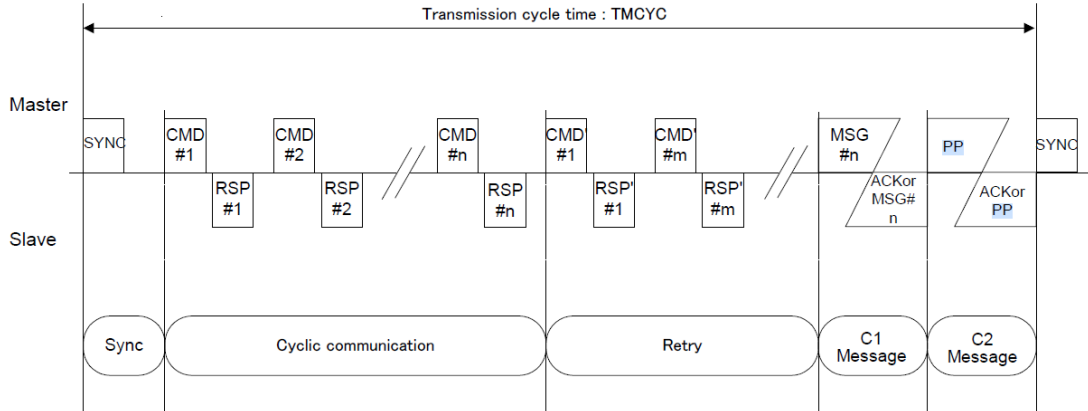 Transmission cycle time : TMCYC
Master
SYNC
CMD
#1
CMD
#2
CMD
#n
CMD'
#1
CMD'
#m
MSG
#n
PP
SYNC
RSP
#1
RSP
#2
RSP
#n
RSP'
#1
RSP'
#m
ACKor
MSG#
n
ACKor
PP
Slave
Sync
Cyclic communication
Retry
C1
Message
C2
Message